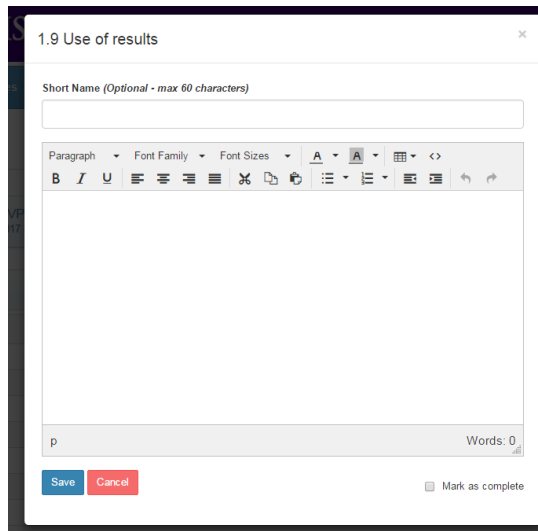 1.9 Use of results
×
Short Name (Optional - max 60 characters)
Paragraph Font Family Font Sizes A A <>
B I U
p Words: 0
Save Cancel Mark as complete